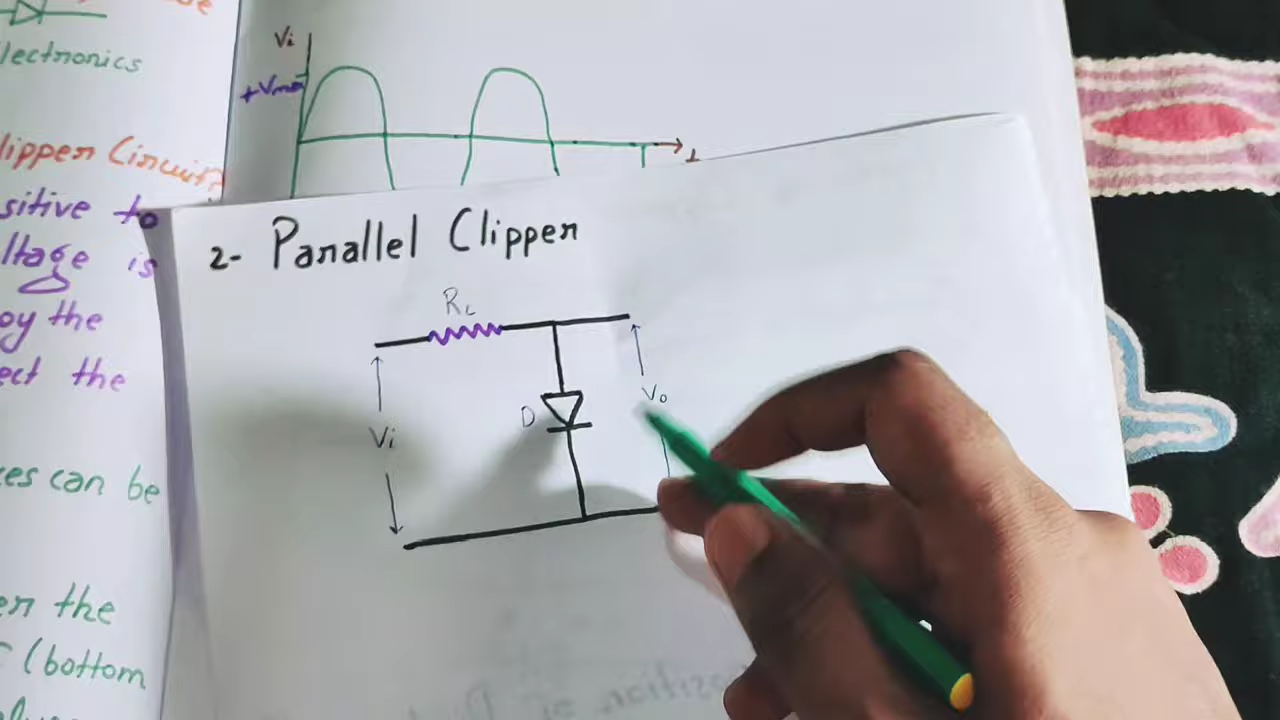 lectronics
lipper Circuit?
sitive to
ltage is
oy the
ect the
es can be
en the
(bottom
Vi
+Vm
2- Parallel Clipper
RL
D
Vi
Vo